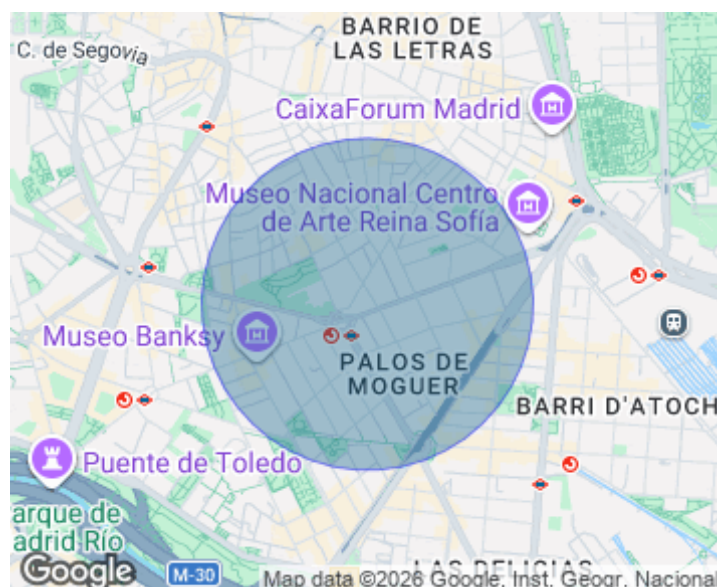 BARRIO DE
LAS LETRAS
C. de Segovia
CaixaForum Madrid
Museo Nacional Centro
de Arte Reina Sofía
Museo Banksy
PALOS DE
MOGUER
BARRI D'ATOCH
Puente de Toledo
arque de
adrid Río
Google
M-30
LAS DELICIAS
Map data ©2026 Google, Inst. Geogr. Nacional